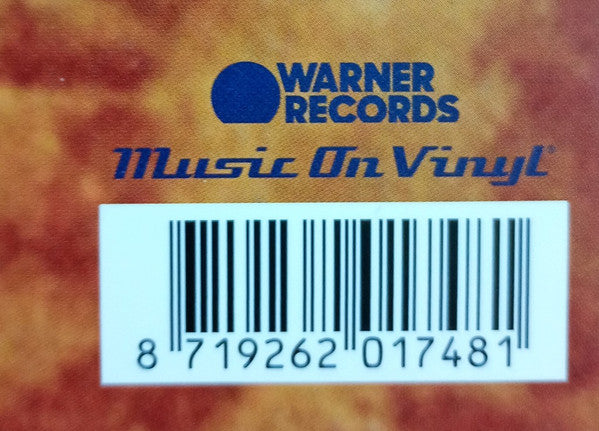 WARNER
RECORDS
Music On Vinyl®
8 719262 017481